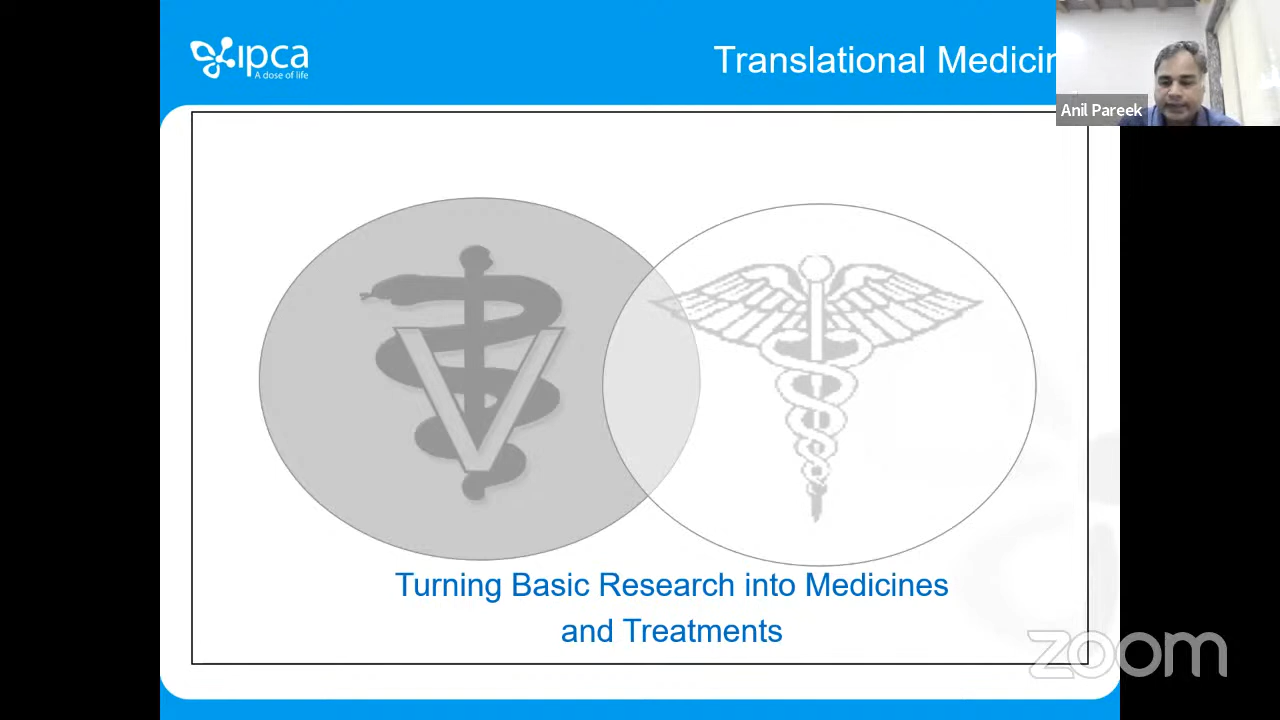 ipca
A dose of life
Translational Medicin
Anil Pareek
V
Turning Basic Research into Medicines
and Treatments
zoom